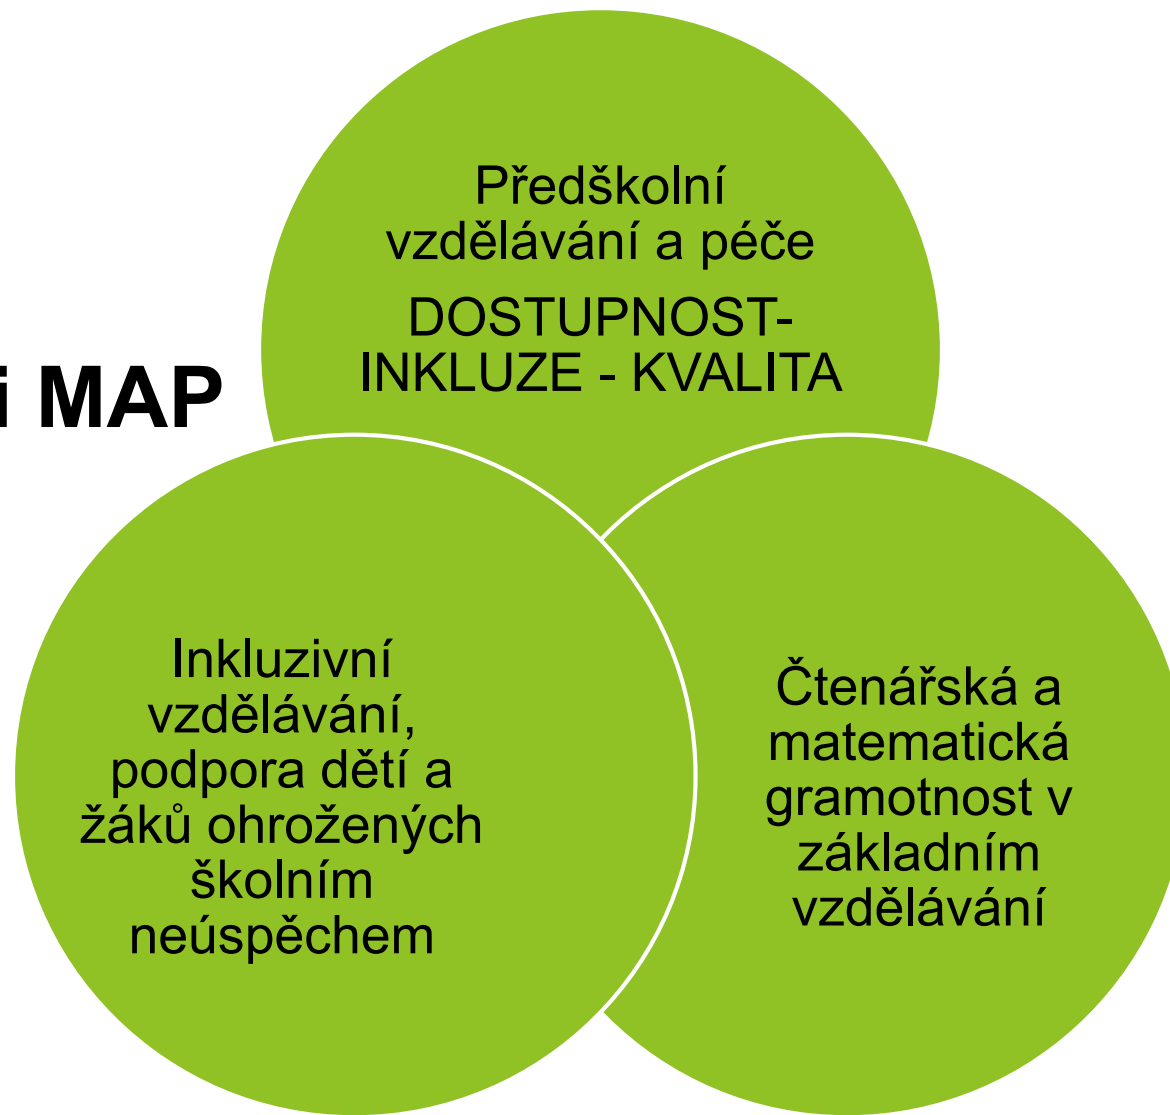 Předškolní
vzdělávání a péče
DOSTUPNOST-
INKLUZE - KVALITA
i MAP
Inkluzivní
vzdělávání,
podpora dětí a
žáků ohrožených
školním
neúspěchem
Čtenářská a
matematická
gramotnost v
základním
vzdělávání